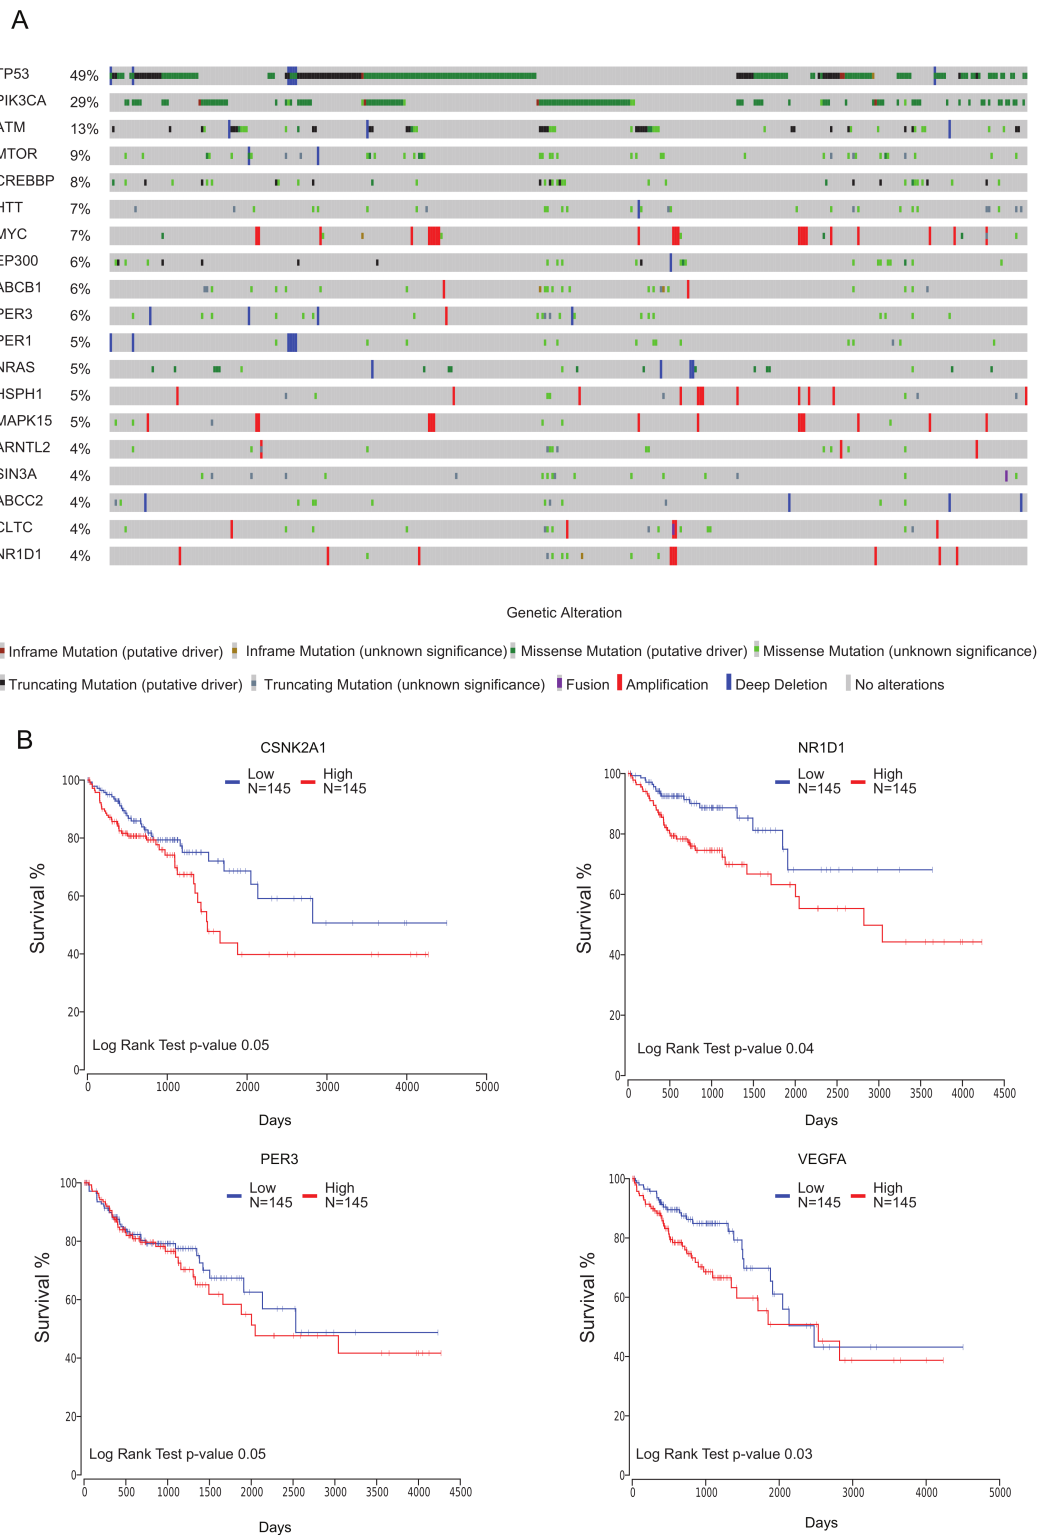 A
TP53 49%
PIK3CA 29%
ATM 13%
MTOR 9%
CREBBP 8%
HTT 7%
MYC 7%
EP300 6%
ABCB1 6%
PER3 6%
PER1 5%
NRAS 5%
HSPH1 5%
MAPK15 5%
ARNTL2 4%
SIN3A 4%
ABCC2 4%
CLTC 4%
NR1D1 4%
Genetic Alteration
Inframe Mutation (putative driver) Inframe Mutation (unknown significance) Missense Mutation (putative driver) Missense Mutation (unknown significance)
Truncating Mutation (putative driver) Truncating Mutation (unknown significance) Fusion Amplification Deep Deletion No alterations
B
CSNK2A1
Low High
N=145 N=145
Survival %
100
80
60
40
20
0
Log Rank Test p-value 0.05
0 1000 2000 3000 4000 5000
Days
NR1D1
Low High
N=145 N=145
Survival %
100
80
60
40
20
0
Log Rank Test p-value 0.04
0 500 1000 1500 2000 2500 3000 3500 4000 4500
Days
PER3
Low High
N=145 N=145
Survival %
100
80
60
40
20
0
Log Rank Test p-value 0.05
0 500 1000 1500 2000 2500 3000 3500 4000 4500
Days
VEGFA
Low High
N=145 N=145
Survival %
100
80
60
40
20
0
Log Rank Test p-value 0.03
0 1000 2000 3000 4000 5000
Days